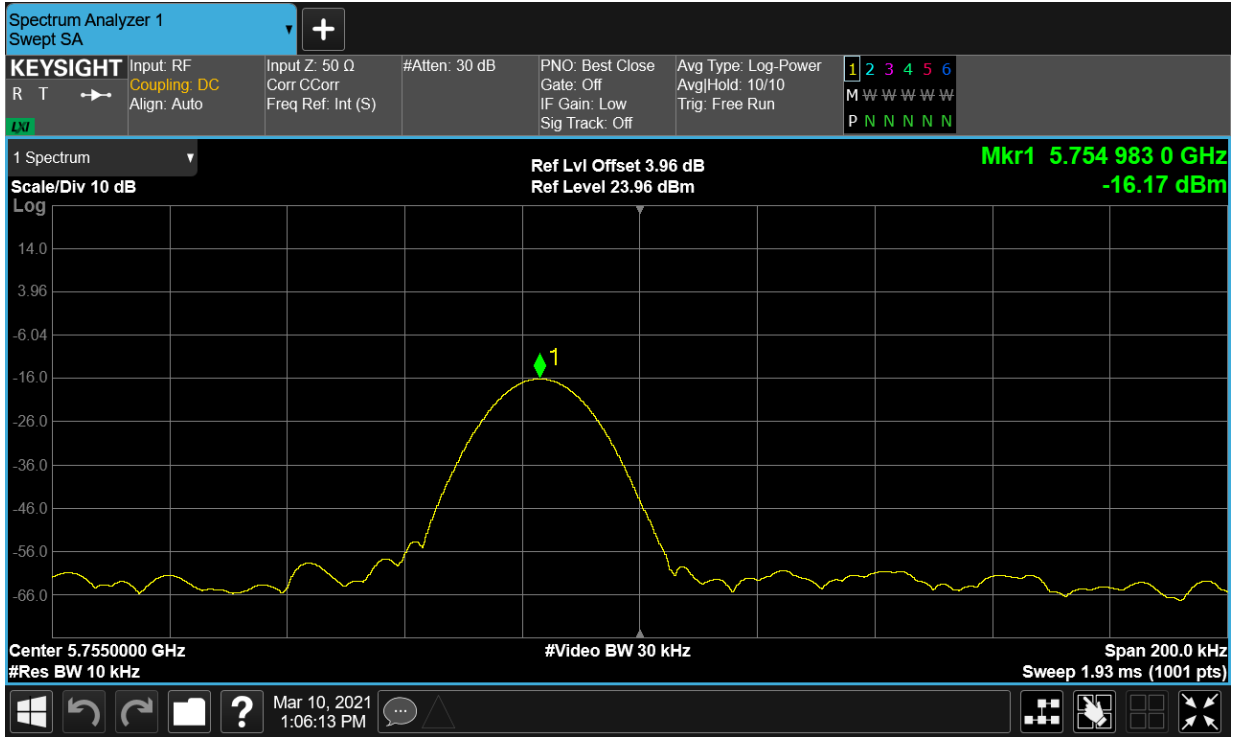 Spectrum Analyzer 1
Swept SA
+
KEYSIGHT
R T
LXI
Input: RF
Coupling: DC
Align: Auto
Input Z: 50 Ω
Corr CCorr
Freq Ref: Int (S)
#Atten: 30 dB
PNO: Best Close
Gate: Off
IF Gain: Low
Sig Track: Off
Avg Type: Log-Power
Avg|Hold: 10/10
Trig: Free Run
1 2 3 4 5 6
M W W W W W
P N N N N N N
1 Spectrum
Scale/Div 10 dB
Log
Ref Lvl Offset 3.96 dB
Ref Level 23.96 dBm
Mkr1 5.754 983 0 GHz
-16.17 dBm
14.0
3.96
-6.04
-16.0
-26.0
-36.0
-46.0
-56.0
-66.0
1
Center 5.7550000 GHz
#Res BW 10 kHz
#Video BW 30 kHz
Span 200.0 kHz
Sweep 1.93 ms (1001 pts)
?
Mar 10, 2021
1:06:13 PM